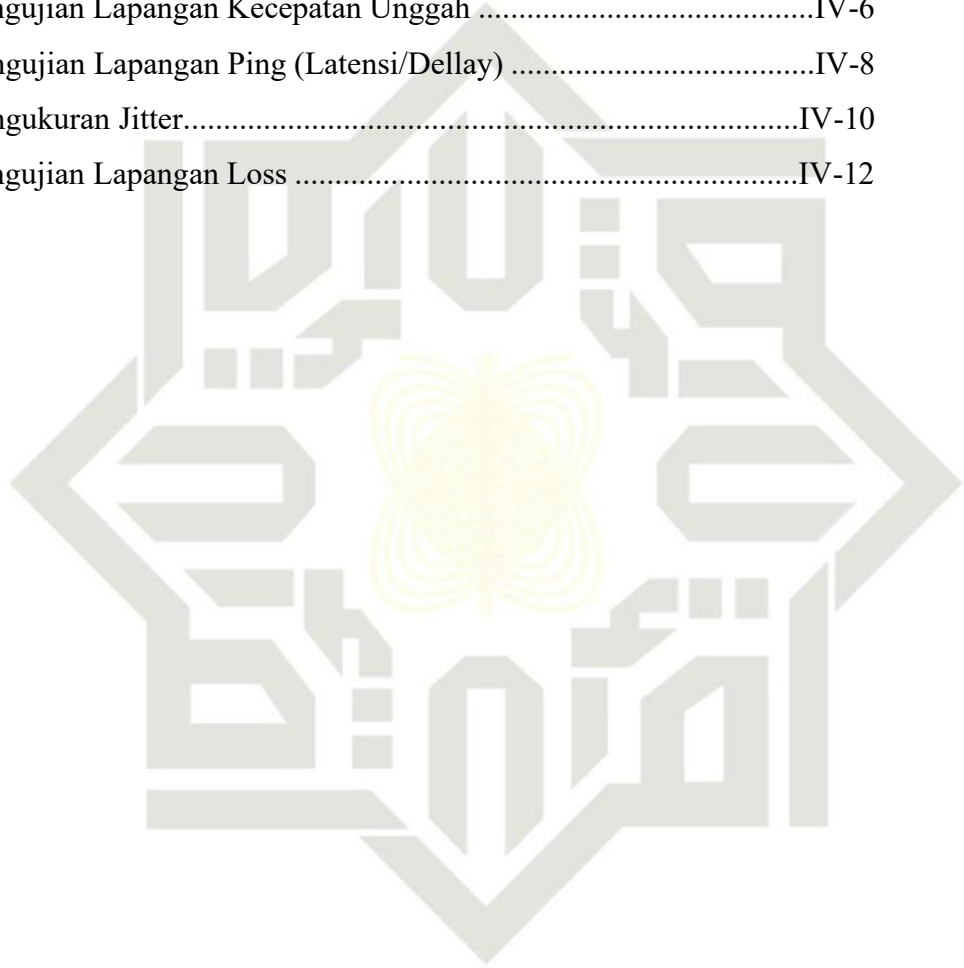 ngujian Lapangan Kecepatan Unggah ...................................IV-6
ngujian Lapangan Ping (Latensi/Dellay) ................................IV-8
ngukuran Jitter.................................................................IV-10
ngujian Lapangan Loss .....................................................IV-12